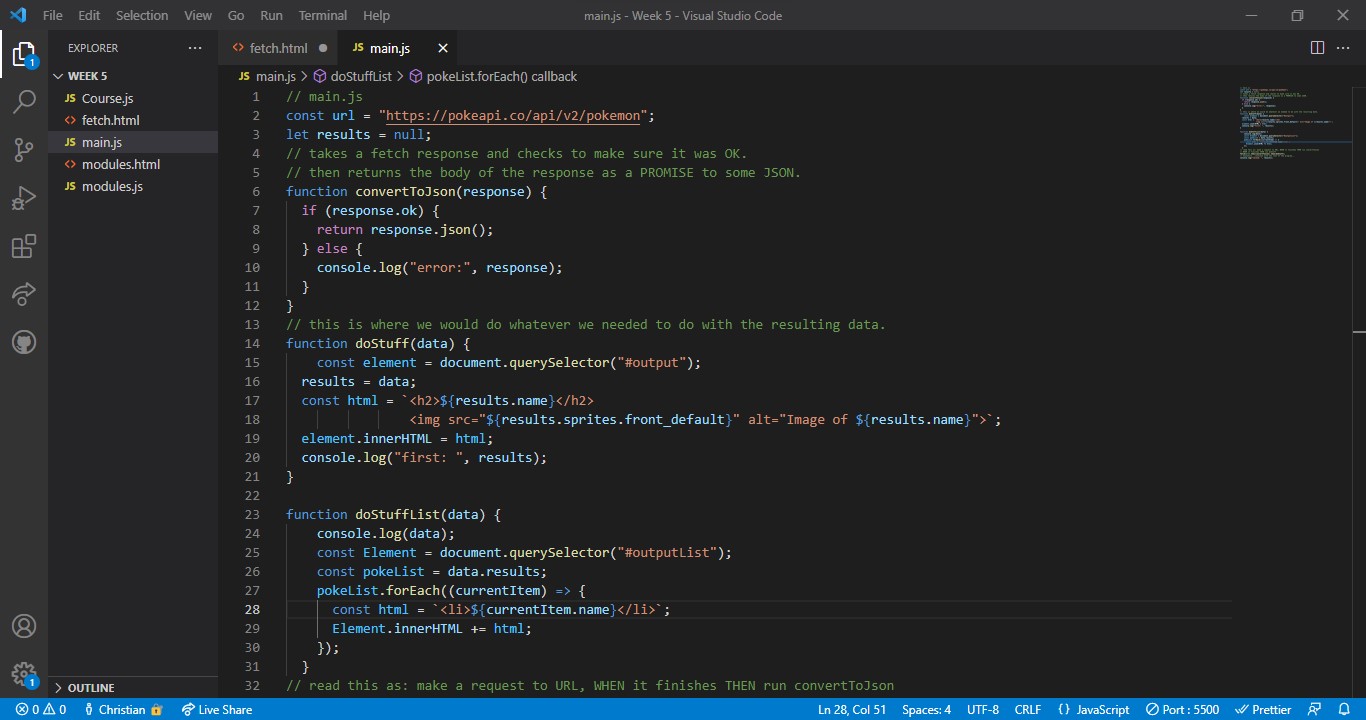 File Edit Selection View Go Run Terminal Help main.js - Week 5 - Visual Studio Code
EXPLORER
WEEK 5
JS Course.js
<> fetch.html
JS main.js
<> modules.html
JS modules.js
OUTLINE
1
1
<> fetch.html
JS main.js
JS main.js > doStuffList > pokeList.forEach() callback
1 // main.js
2 const url = "https://pokeapi.co/api/v2/pokemon";
3 let results = null;
4 // takes a fetch response and checks to make sure it was OK.
5 // then returns the body of the response as a PROMISE to some JSON.
6 function convertToJson(response) {
7 if (response.ok) {
8 return response.json();
9 } else {
10 console.log("error:", response);
11 }
12 }
13 // this is where we would do whatever we needed to do with the resulting data.
14 function doStuff(data) {
15 const element = document.querySelector("#output");
16 results = data;
17 const html = `<h2>${results.name}</h2>
18 <img src="${results.sprites.front_default}" alt="Image of ${results.name}">`;
19 element.innerHTML = html;
20 console.log("first: ", results);
21 }
22
23 function doStuffList(data) {
24 console.log(data);
25 const Element = document.querySelector("#outputList");
26 const pokeList = data.results;
27 pokeList.forEach((currentItem) => {
28 const html = `<li>${currentItem.name}</li>`;
29 Element.innerHTML += html;
30 });
31 }
32 // read this as: make a request to URL, WHEN it finishes THEN run convertToJson
0 0 Christian Live Share Ln 28, Col 51 Spaces: 4 UTF-8 CRLF {} JavaScript Port : 5500 Prettier